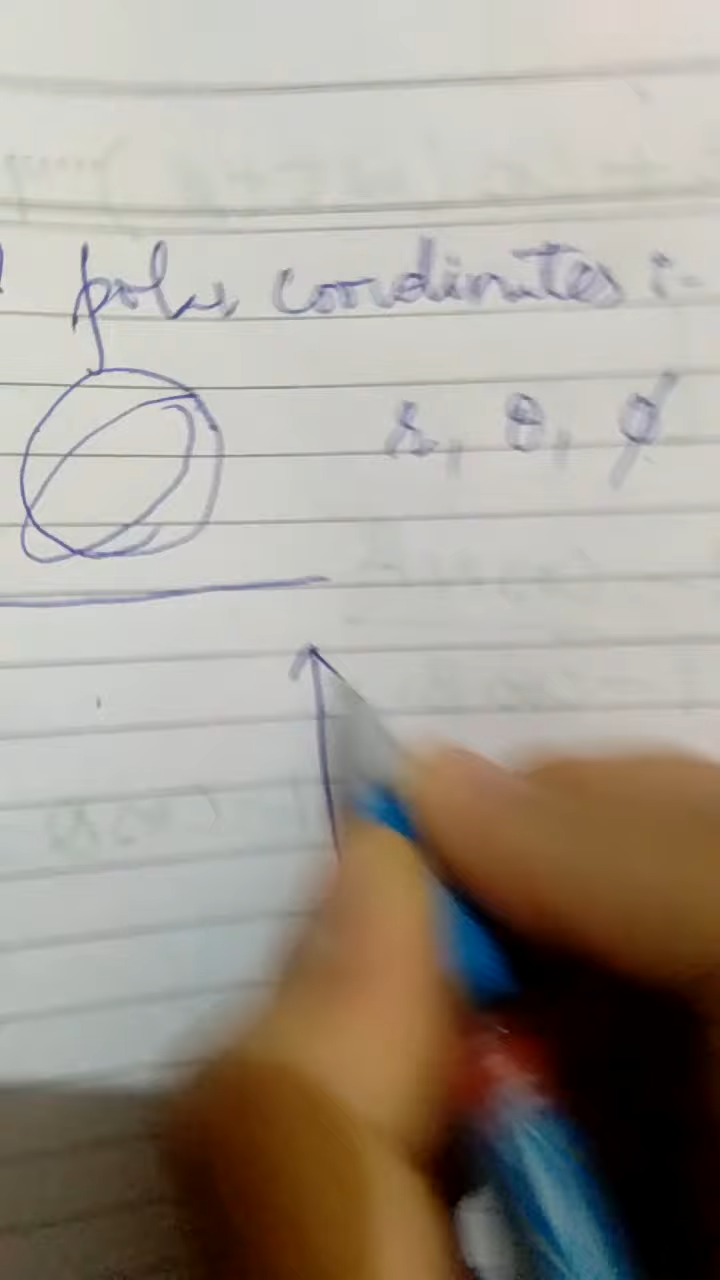 polar coordinates :-
r, θ, φ